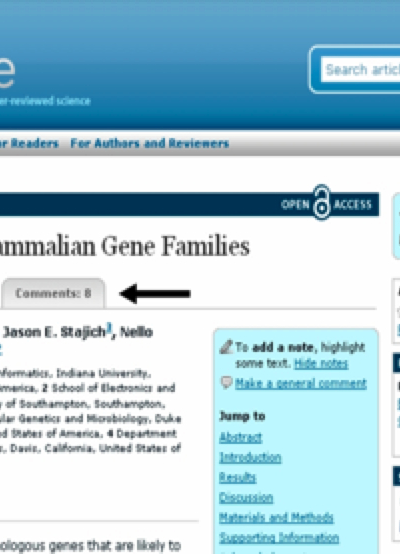 e
er-reviewed science
Search artic
or Readers For Authors and Reviewers
OPEN ACCESS
ammalian Gene Families
Comments: 8
Jason E. Stajich3, Nello
2
To add a note, highlight
some text. Hide notes
Make a general comment
formatics, Indiana University,
America, 2 School of Electronics and
y of Southampton, Southampton,
ular Genetics and Microbiology, Duke
d States of America, 4 Department
s, Davis, California, United States of
Jump to
Abstract
Introduction
Results
Discussion
Materials and Methods
Supporting Information
ologous genes that are likely to